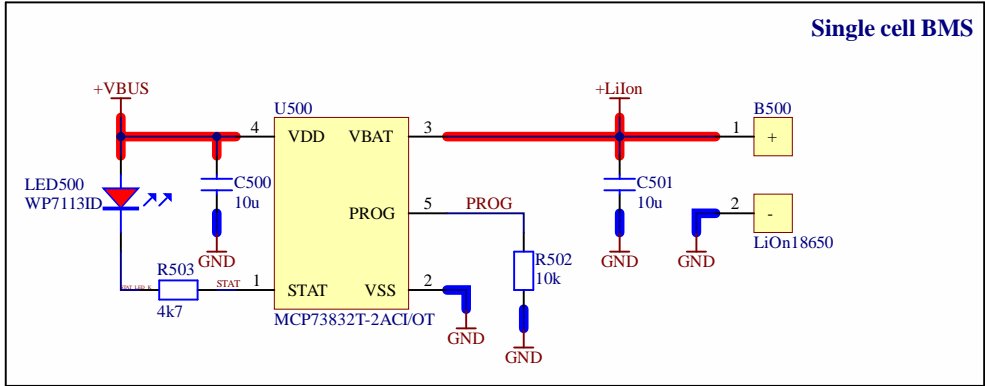 Single cell BMS
+VBUS
+LiIon
U500
B500
4
VDD
VBAT
3
1
+
LED500
WP7113ID
C500
10u
C501
10u
PROG
5
PROG
2
-
LiOn18650
GND
GND
GND
R502
10k
R503
STAT_LED_K
STAT
1
STAT
VSS
2
4k7
MCP73832T-2ACI/OT
GND
GND